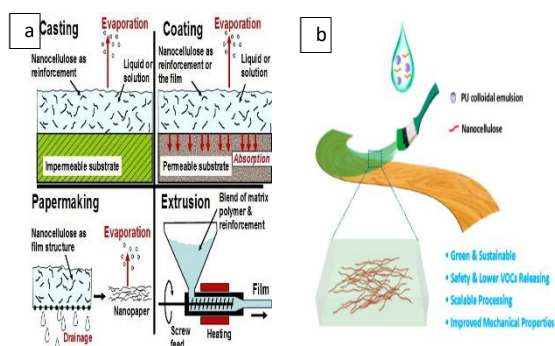 a
Casting
Evaporation
Nanocellulose as
reinforcement
Liquid or
solution
Impermeable substrate
Coating
Evaporation
Nanocellulose as
reinforcement or
the film
Liquid or
solution
Permeable substrate
Absorption
Papermaking
Evaporation
Nanocellulose as
film structure
Nanopaper
Drainage
Extrusion
Blend of matrix
polymer &
reinforcement
Film
Screw
feed
Heating
b
PU colloidal emulsion
Nanocellulose
• Green & Sustainable
• Safety & Lower VOCs Releasing
• Scalable Processing
• Improved Mechanical Properties